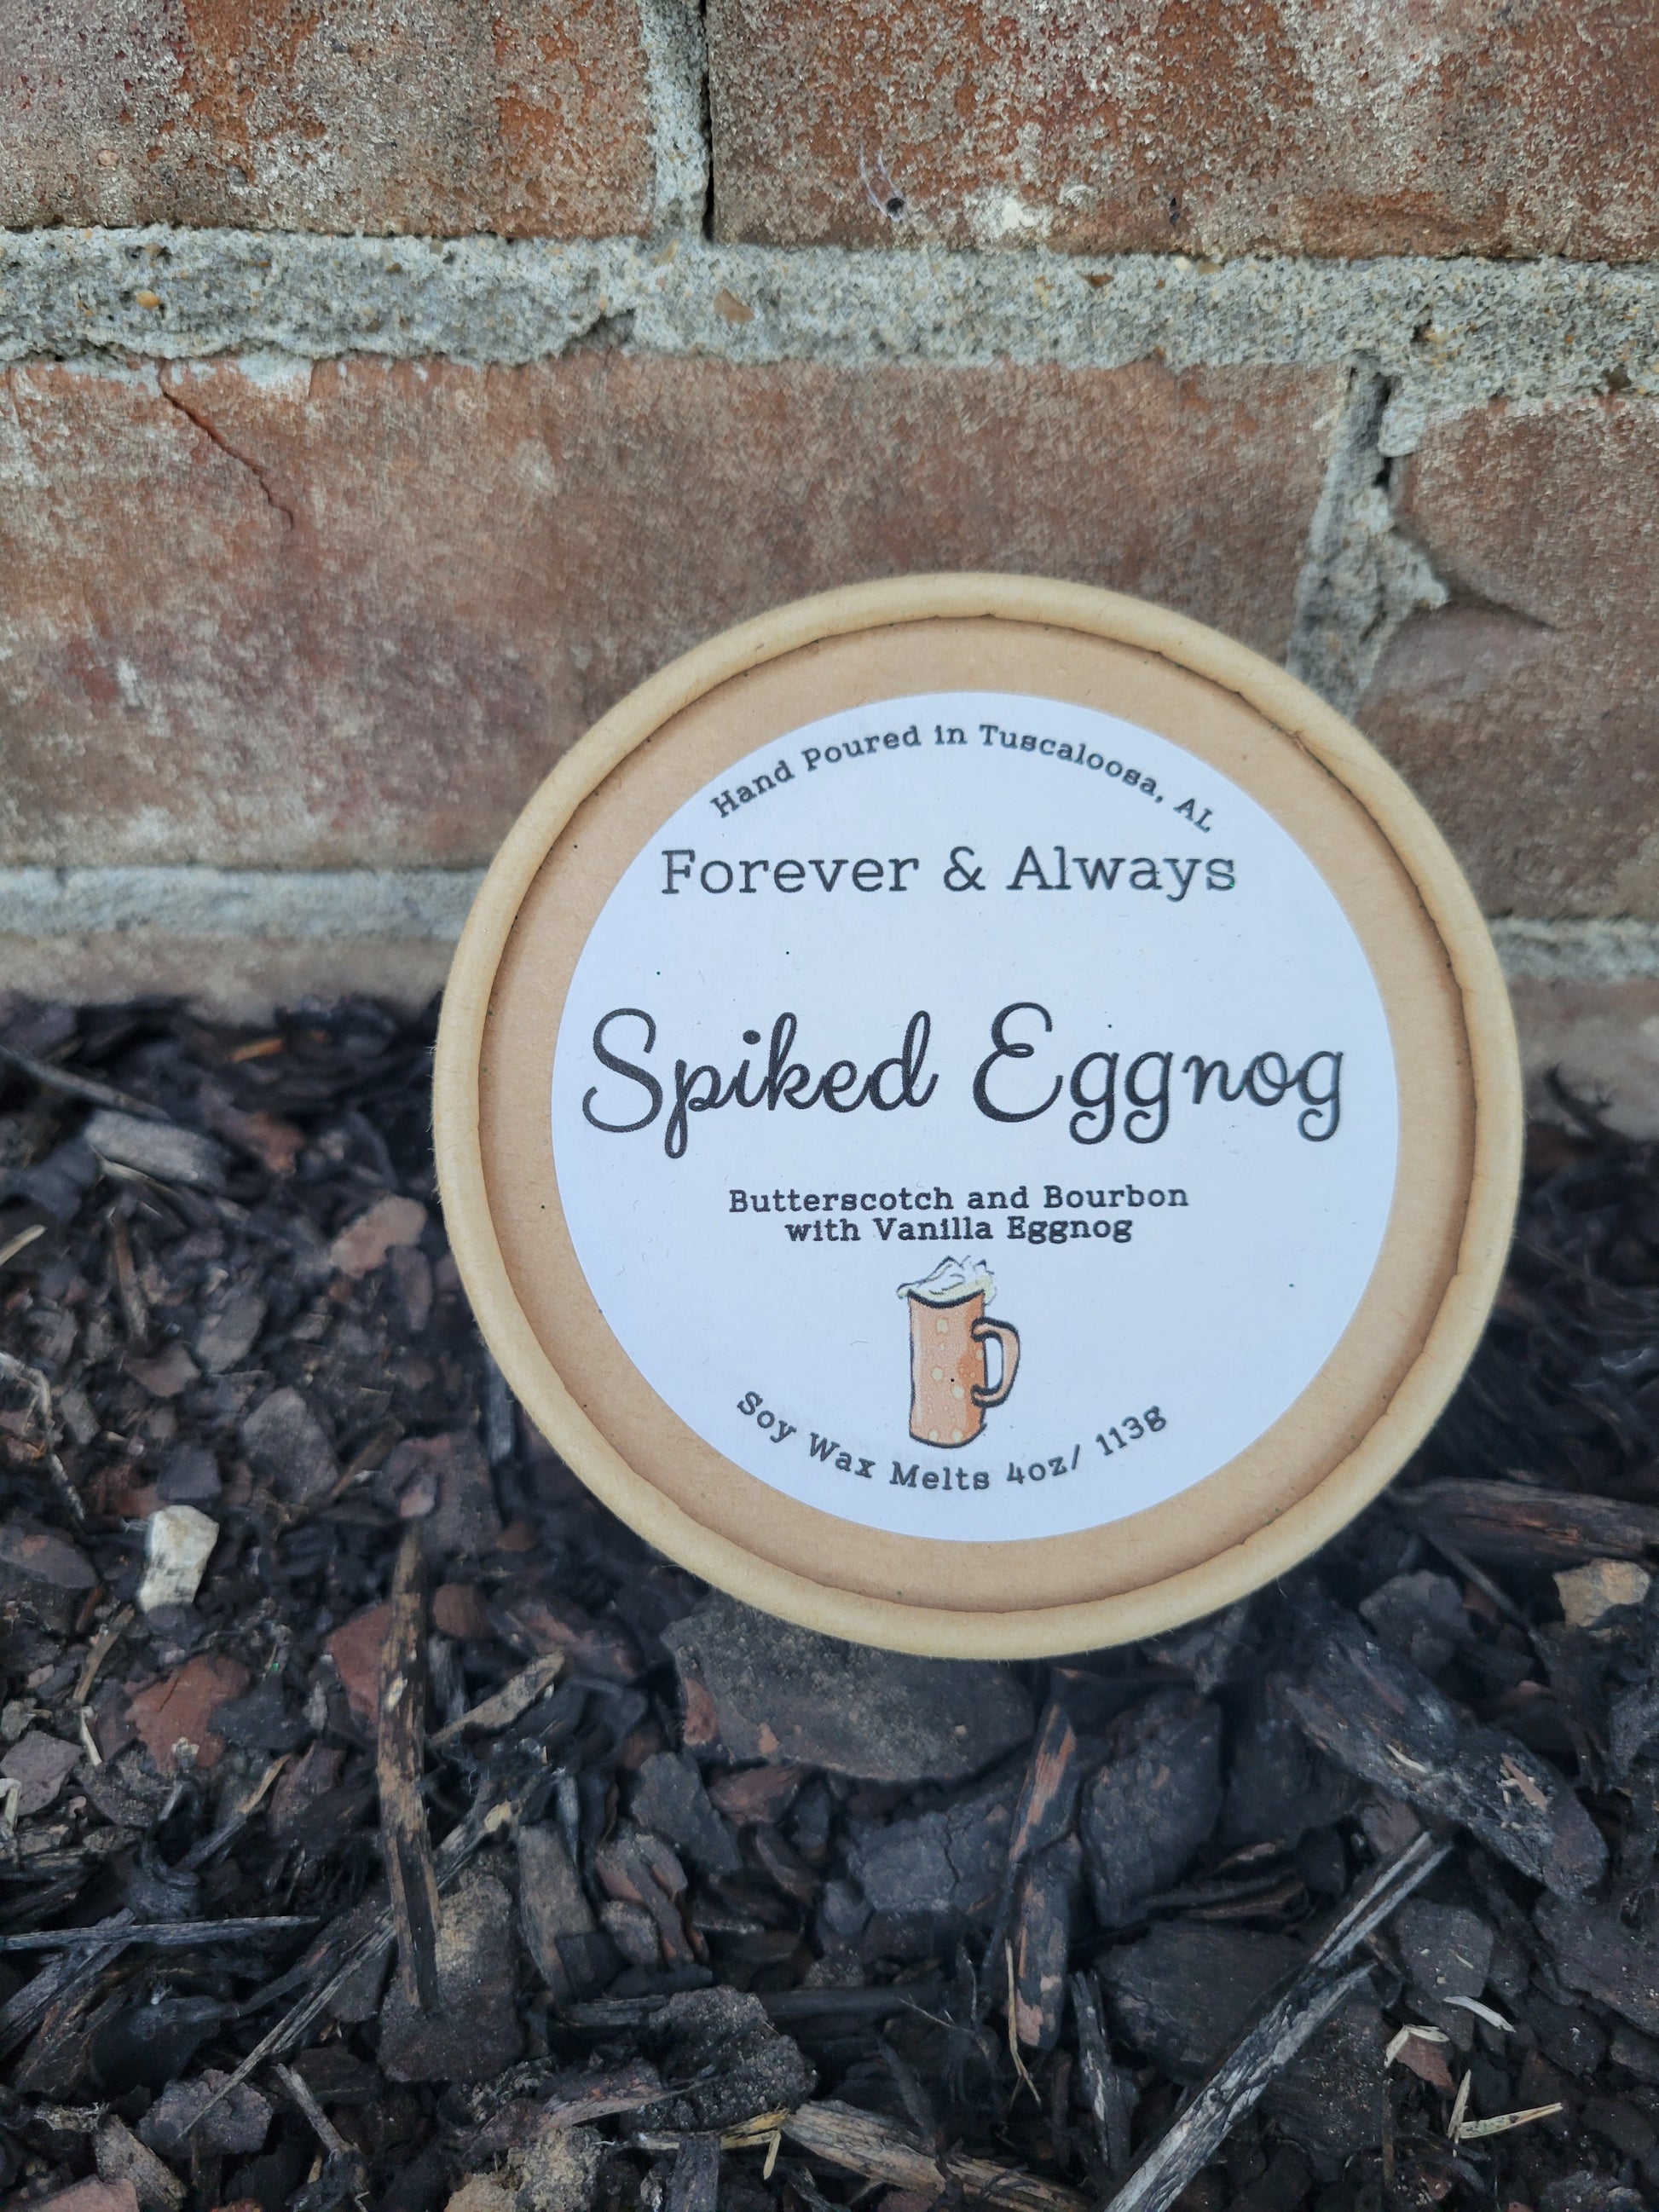 Hand Poured in Tuscaloosa, AL
Forever & Always
Spiked Eggnog
Butterscotch and Bourbon
with Vanilla Eggnog
Soy Wax Melts 4oz/ 113g